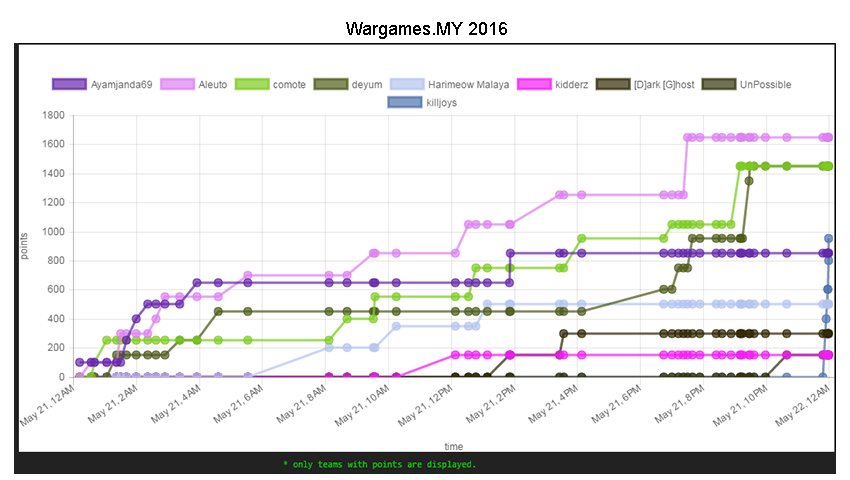 Wargames.MY 2016
Ayamjanda69 Aleuto comote deyum Harimeow Malaya kidderz [D]ark [G]host UnPossible
killjoys
1800
1600
1400
1200
1000
800
600
400
200
0
points
May 21, 12AM May 21, 2AM May 21, 4AM May 21, 6AM May 21, 8AM May 21, 10AM May 21, 12PM May 21, 2PM May 21, 4PM May 21, 6PM May 21, 8PM May 21, 10PM May 22, 12AM
time
* only teams with points are displayed.